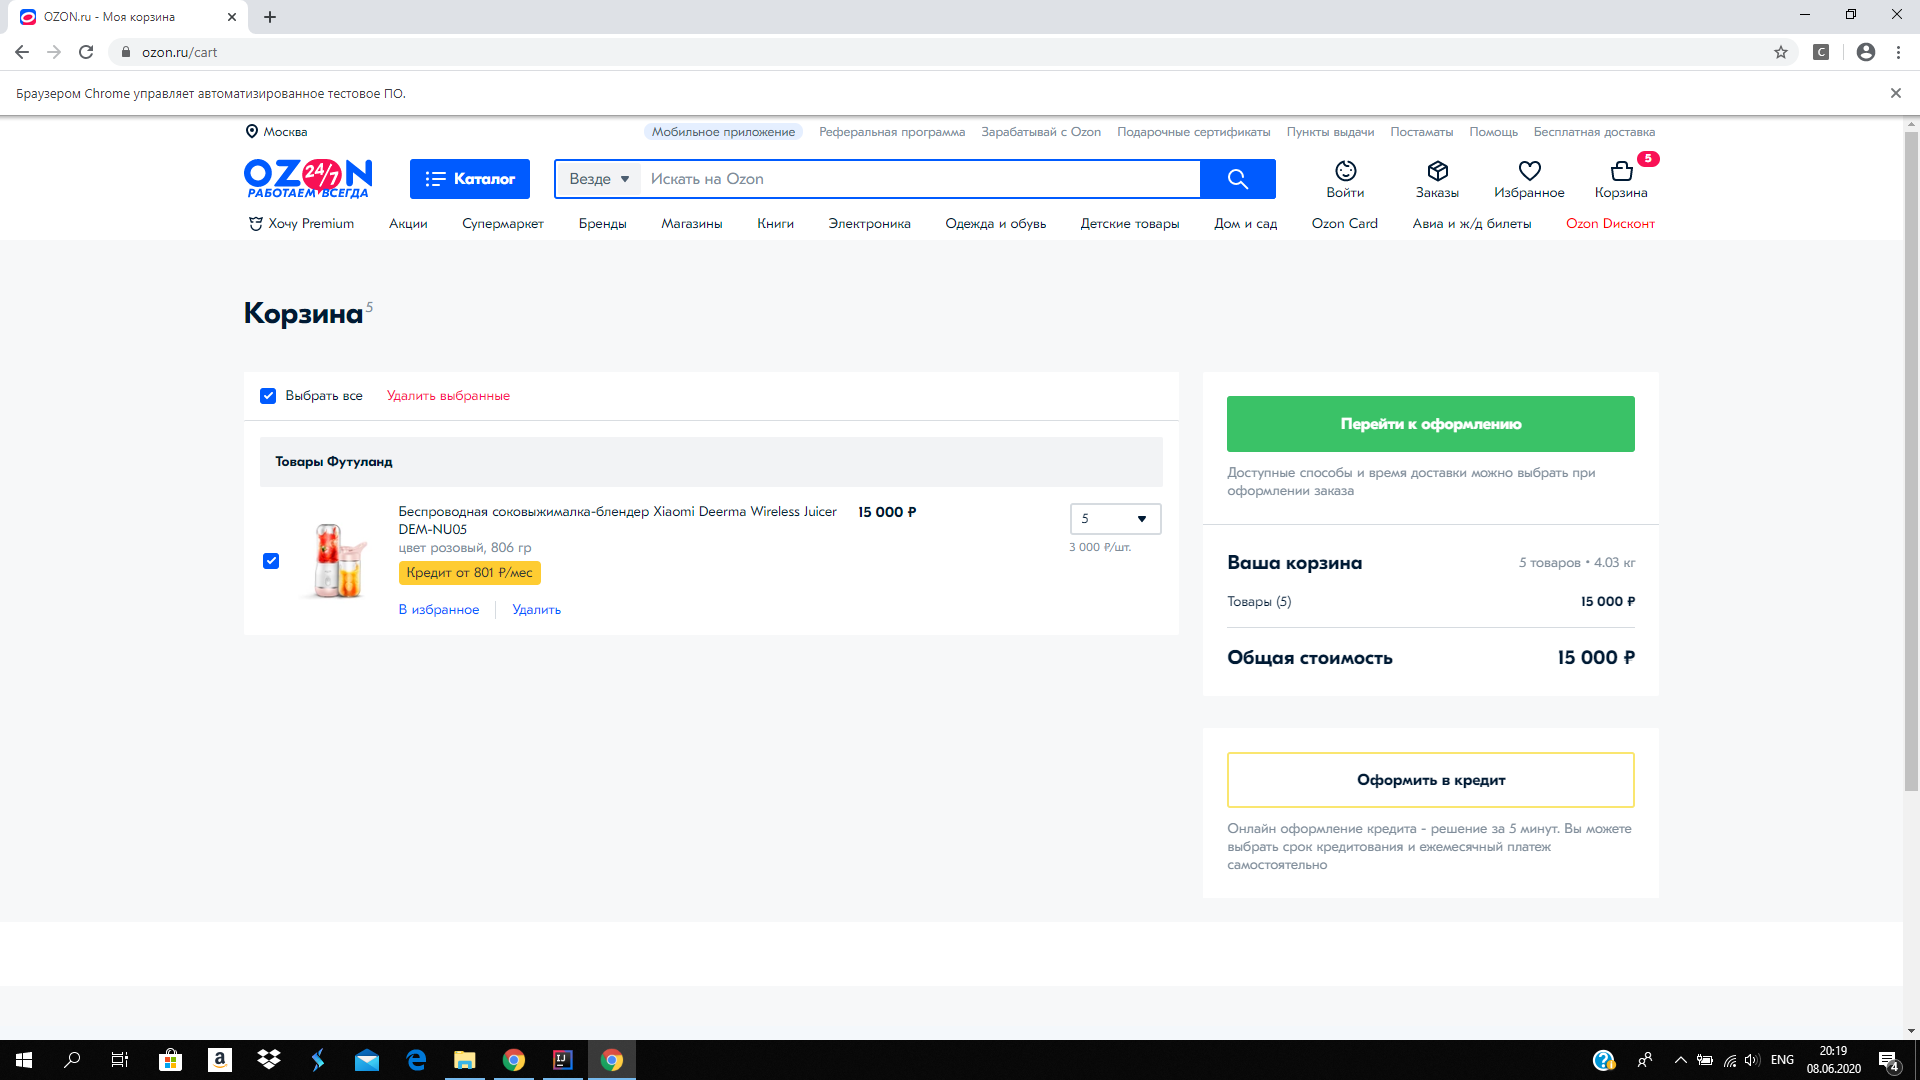 OZON.ru - Моя корзина
ozon.ru/cart
C
Браузером Chrome управляет автоматизированное тестовое ПО.
Москва
Мобильное приложение Реферальная программа Зарабатывай с Ozon Подарочные сертификаты Пункты выдачи Постаматы Помощь Бесплатная доставка
OZON 24/7
РАБОТАЕМ ВСЕГДА
Каталог
Везде
Искать на Ozon
Войти
Заказы
Избранное
5
Корзина
Хочу Premium Акции Супермаркет Бренды Магазины Книги Электроника Одежда и обувь Детские товары Дом и сад Ozon Card Авиа и ж/д билеты Ozon Dисконт
Корзина 5
Выбрать все Удалить выбранные
Товары Футуланд
Беспроводная соковыжималка-блендер Xiaomi Deerma Wireless Juicer
DEM-NU05
цвет розовый, 806 гр
Кредит от 801 ₽/мес
В избранное Удалить
15 000 ₽
5
3 000 ₽/шт.
Перейти к оформлению
Доступные способы и время доставки можно выбрать при
оформлении заказа
Ваша корзина 5 товаров • 4.03 кг
Товары (5) 15 000 ₽
Общая стоимость 15 000 ₽
Оформить в кредит
Онлайн оформление кредита - решение за 5 минут. Вы можете
выбрать срок кредитования и ежемесячный платеж
самостоятельно
a
IJ
ENG
20:19
08.06.2020
4